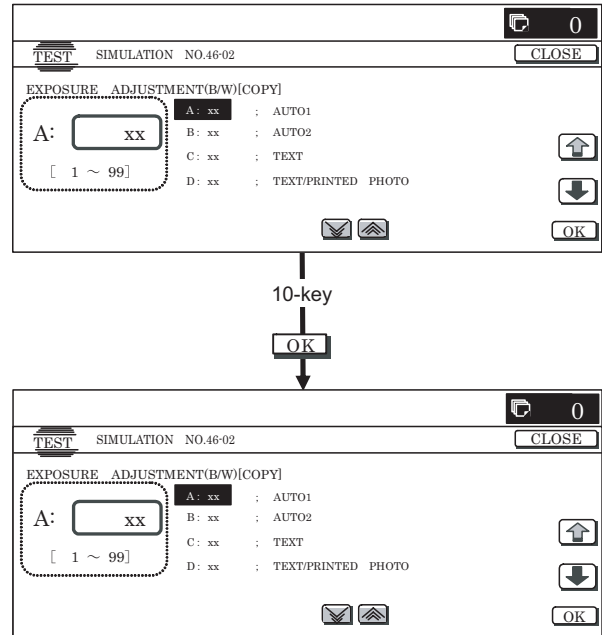 0
TEST SIMULATION NO.46-02 CLOSE
EXPOSURE ADJUSTMENT(B/W)[COPY]
A: xx ; AUTO1
B: xx ; AUTO2
A: xx
C: xx ; TEXT
[ 1 ～ 99]
D: xx ; TEXT/PRINTED PHOTO
OK
10-key
OK
0
TEST SIMULATION NO.46-02 CLOSE
EXPOSURE ADJUSTMENT(B/W)[COPY]
A: xx ; AUTO1
B: xx ; AUTO2
A: xx
C: xx ; TEXT
[ 1 ～ 99]
D: xx ; TEXT/PRINTED PHOTO
OK